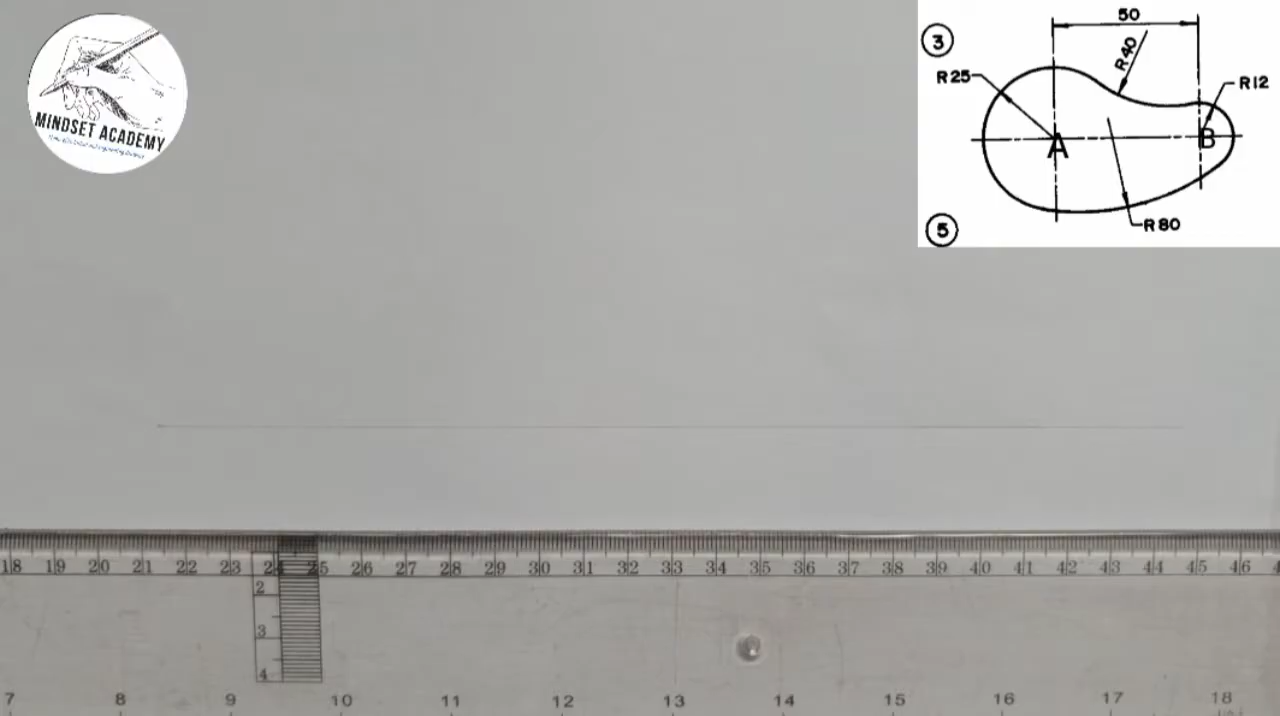 MINDSET ACADEMY
50
3
R40
R25
R12
A
B
5
R80
18 19 20 21 22 23 24 25 26 27 28 29 30 31 32 33 34 35 36 37 38 39 40 41 42 43 44 45 46 4
2
3
4
7 8 9 10 11 12 13 14 15 16 17 18